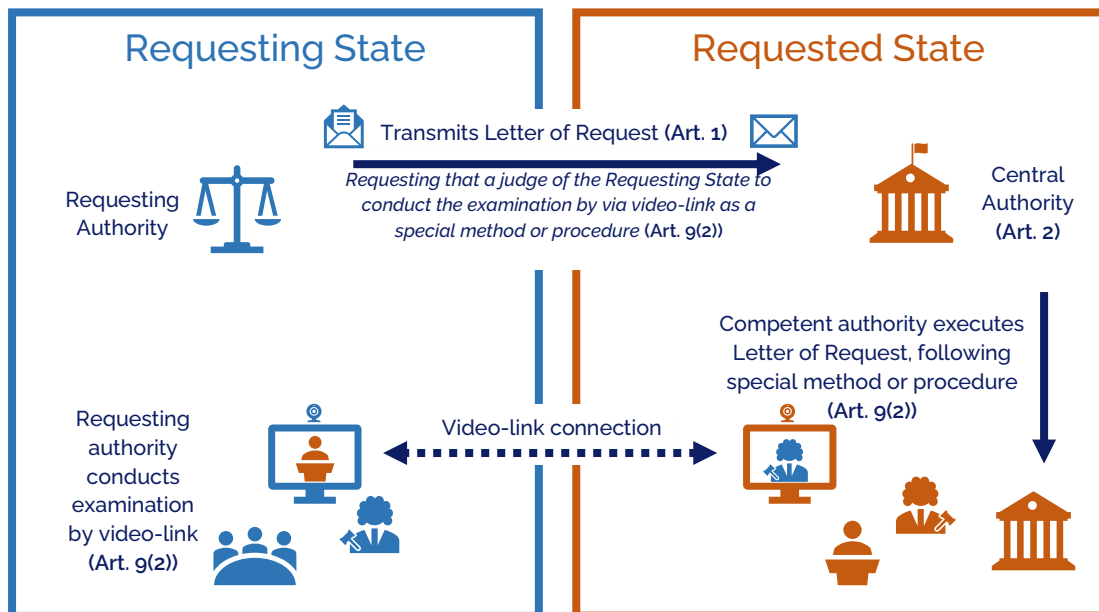 Requesting State
Requested State
Transmits Letter of Request (Art. 1)
Requesting that a judge of the Requesting State to
conduct the examination by via video-link as a
special method or procedure (Art. 9(2))
Requesting
Authority
Central
Authority
(Art. 2)
Competent authority executes
Letter of Request, following
special method or procedure
(Art. 9(2))
Requesting
authority
conducts
examination
by video-link
(Art. 9(2))
Video-link connection